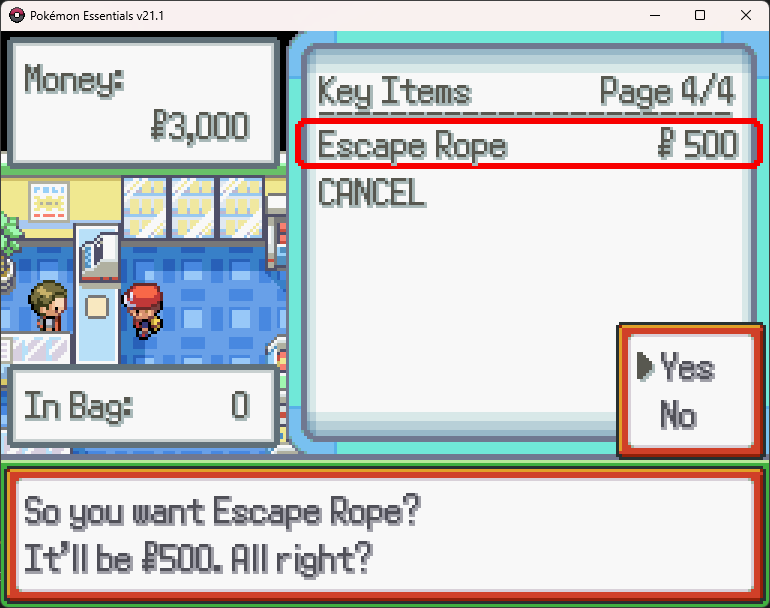 Pokémon Essentials v21.1
Money:
₽3,000
Key Items Page 4/4
Escape Rope ₽ 500
CANCEL
Yes
No
In Bag: 0
So you want Escape Rope?
It'll be ₽500. All right?